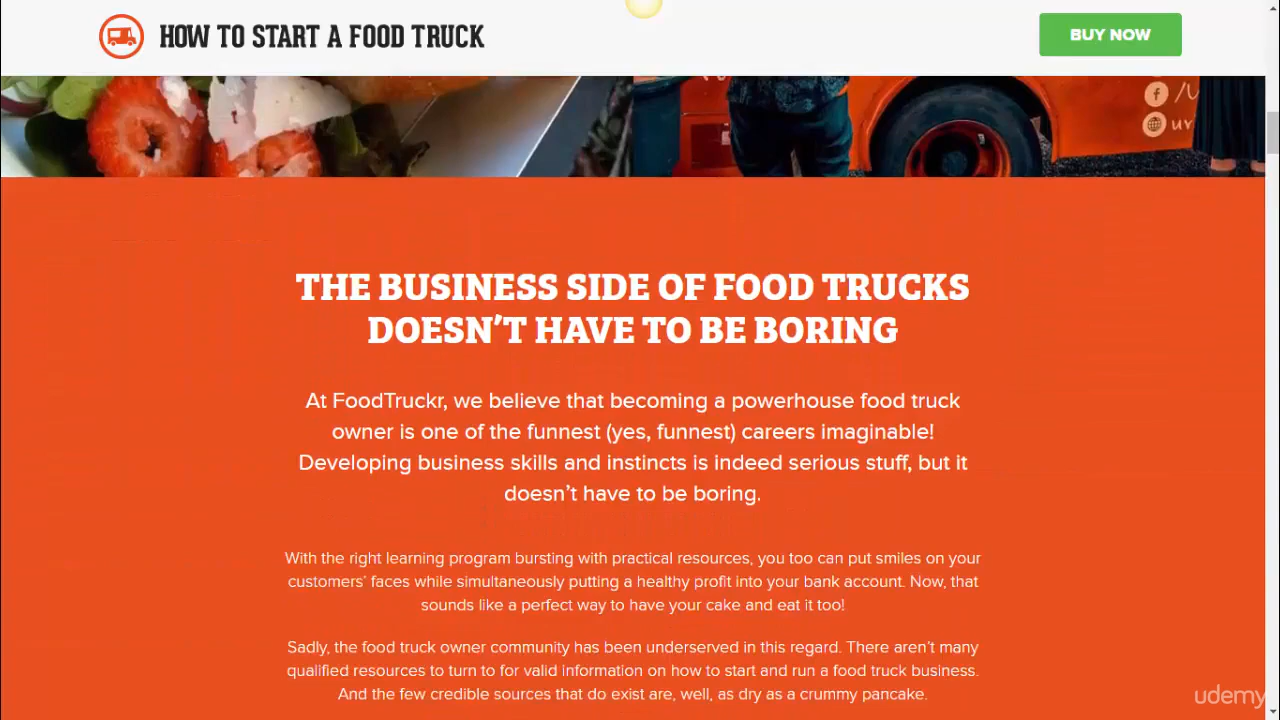 HOW TO START A FOOD TRUCK
BUY NOW
THE BUSINESS SIDE OF FOOD TRUCKS
DOESN'T HAVE TO BE BORING
At FoodTruckr, we believe that becoming a powerhouse food truck
owner is one of the funnest (yes, funnest) careers imaginable!
Developing business skills and instincts is indeed serious stuff, but it
doesn't have to be boring.
With the right learning program bursting with practical resources, you too can put smiles on your
customers' faces while simultaneously putting a healthy profit into your bank account. Now, that
sounds like a perfect way to have your cake and eat it too!
Sadly, the food truck owner community has been underserved in this regard. There aren't many
qualified resources to turn to for valid information on how to start and run a food truck business.
And the few credible sources that do exist are, well, as dry as a crummy pancake.
udemy